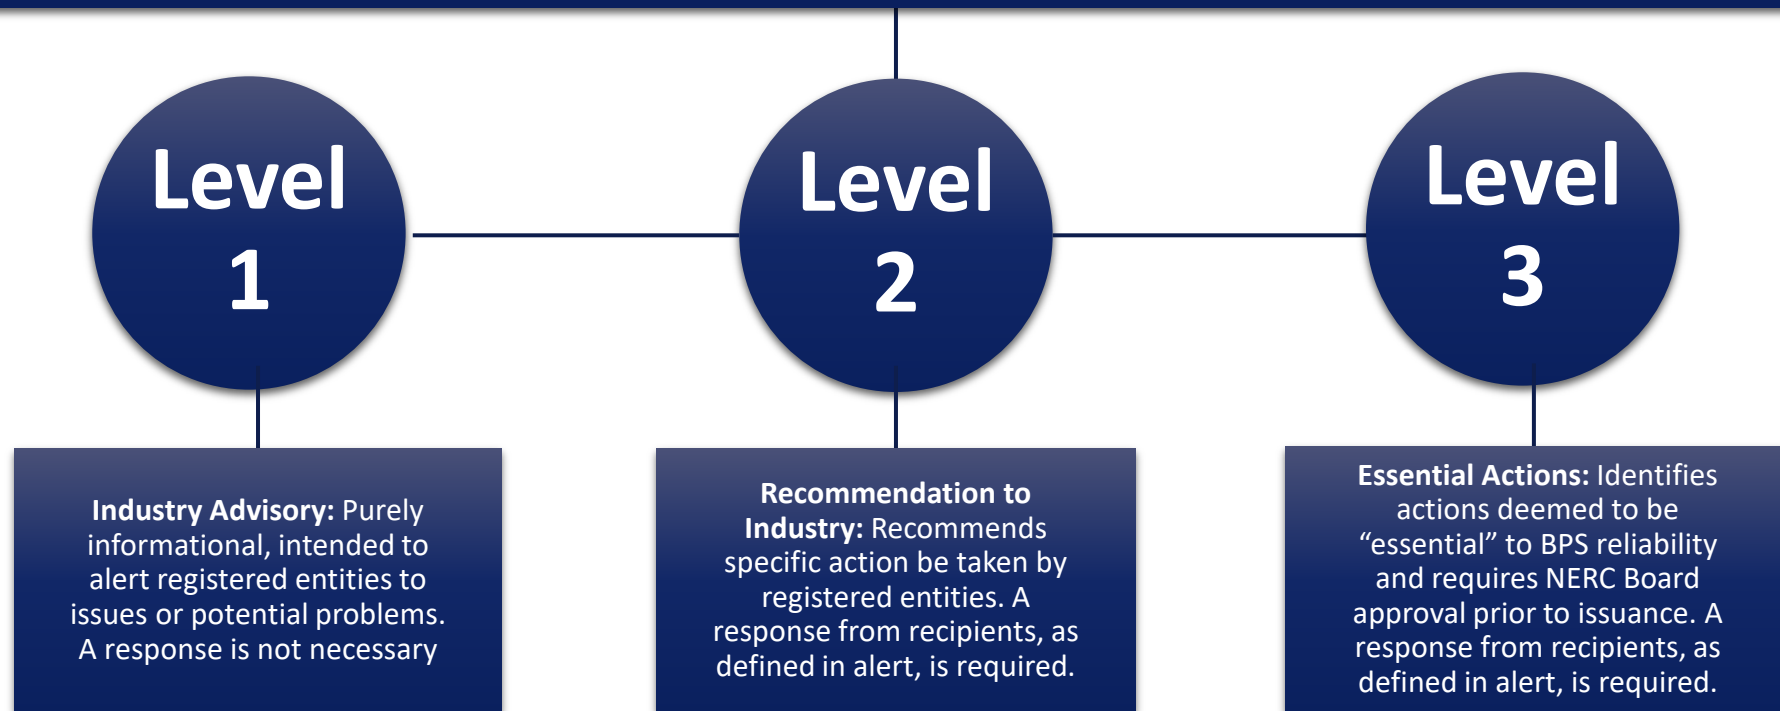 Level
1
Level
2
Level
3
Industry Advisory: Purely
informational, intended to
alert registered entities to
issues or potential problems.
A response is not necessary
Recommendation to
Industry: Recommends
specific action be taken by
registered entities. A
response from recipients, as
defined in alert, is required.
Essential Actions: Identifies
actions deemed to be
“essential” to BPS reliability
and requires NERC Board
approval prior to issuance. A
response from recipients, as
defined in alert, is required.